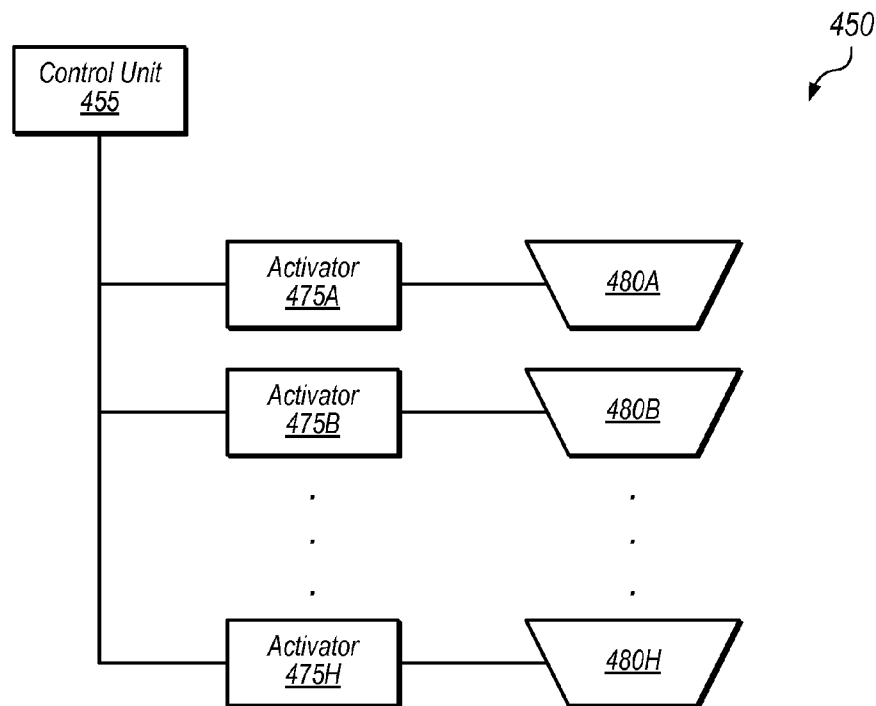 450
Control Unit
455
Activator
475A
480A
Activator
475B
480B
Activator
475H
480H